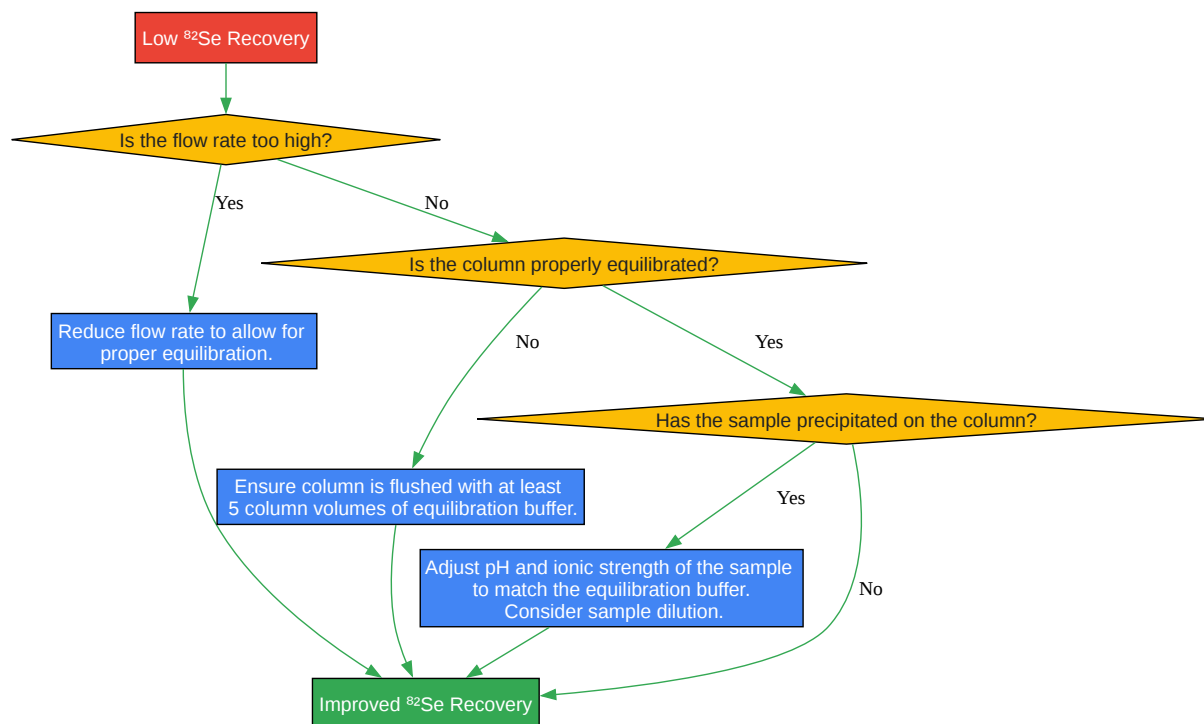 Low ⁸²Se Recovery
Is the flow rate too high?
Yes
No
Is the column properly equilibrated?
Reduce flow rate to allow for
proper equilibration.
No
Yes
Has the sample precipitated on the column?
Ensure column is flushed with at least
5 column volumes of equilibration buffer.
Yes
Adjust pH and ionic strength of the sample
to match the equilibration buffer.
Consider sample dilution.
No
Improved ⁸²Se Recovery